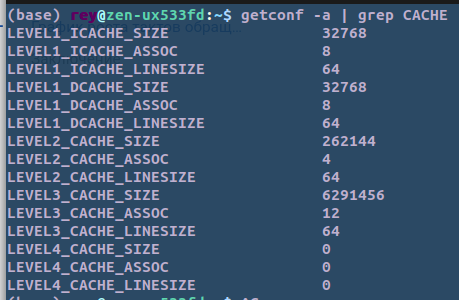 (base) rey@zen-ux533fd:~$ getconf -a | grep CACHE
LEVEL1_ICACHE_SIZE 32768
LEVEL1_ICACHE_ASSOC 8
LEVEL1_ICACHE_LINESIZE 64
LEVEL1_DCACHE_SIZE 32768
LEVEL1_DCACHE_ASSOC 8
LEVEL1_DCACHE_LINESIZE 64
LEVEL2_CACHE_SIZE 262144
LEVEL2_CACHE_ASSOC 4
LEVEL2_CACHE_LINESIZE 64
LEVEL3_CACHE_SIZE 6291456
LEVEL3_CACHE_ASSOC 12
LEVEL3_CACHE_LINESIZE 64
LEVEL4_CACHE_SIZE 0
LEVEL4_CACHE_ASSOC 0
LEVEL4_CACHE_LINESIZE 0